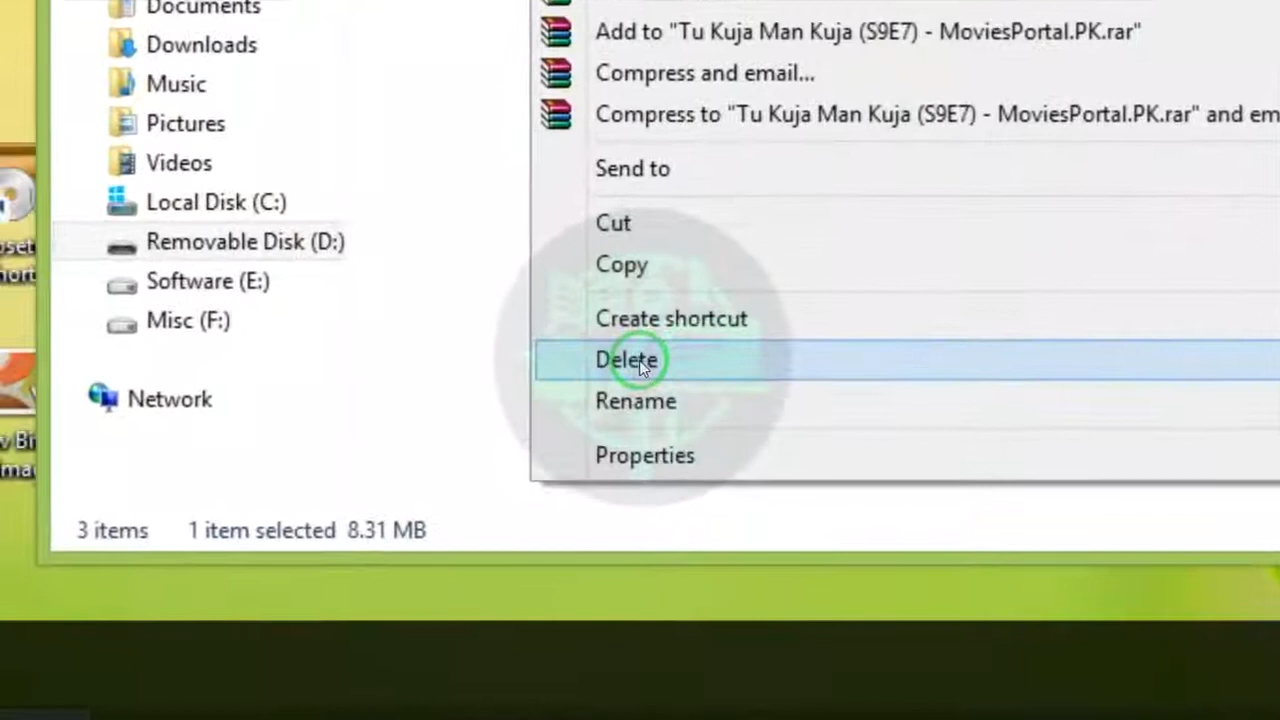 Documents
Downloads
Music
Pictures
Videos
Local Disk (C:)
Removable Disk (D:)
Software (E:)
Misc (F:)
Network
3 items 1 item selected 8.31 MB
Add to "Tu Kuja Man Kuja (S9E7) - MoviesPortal.PK.rar"
Compress and email...
Compress to "Tu Kuja Man Kuja (S9E7) - MoviesPortal.PK.rar" and em
Send to
Cut
Copy
Create shortcut
Delete
Rename
Properties